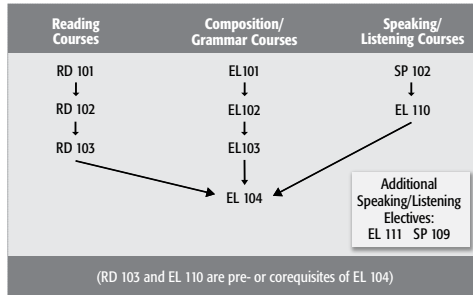 Reading
Courses
Composition/
Grammar Courses
Speaking/
Listening Courses
RD 101
EL101
SP 102
RD 102
EL102
EL 110
RD 103
EL103
EL 104
Additional
Speaking/Listening
Electives:
EL 111 SP 109
(RD 103 and EL 110 are pre- or corequisites of EL 104)